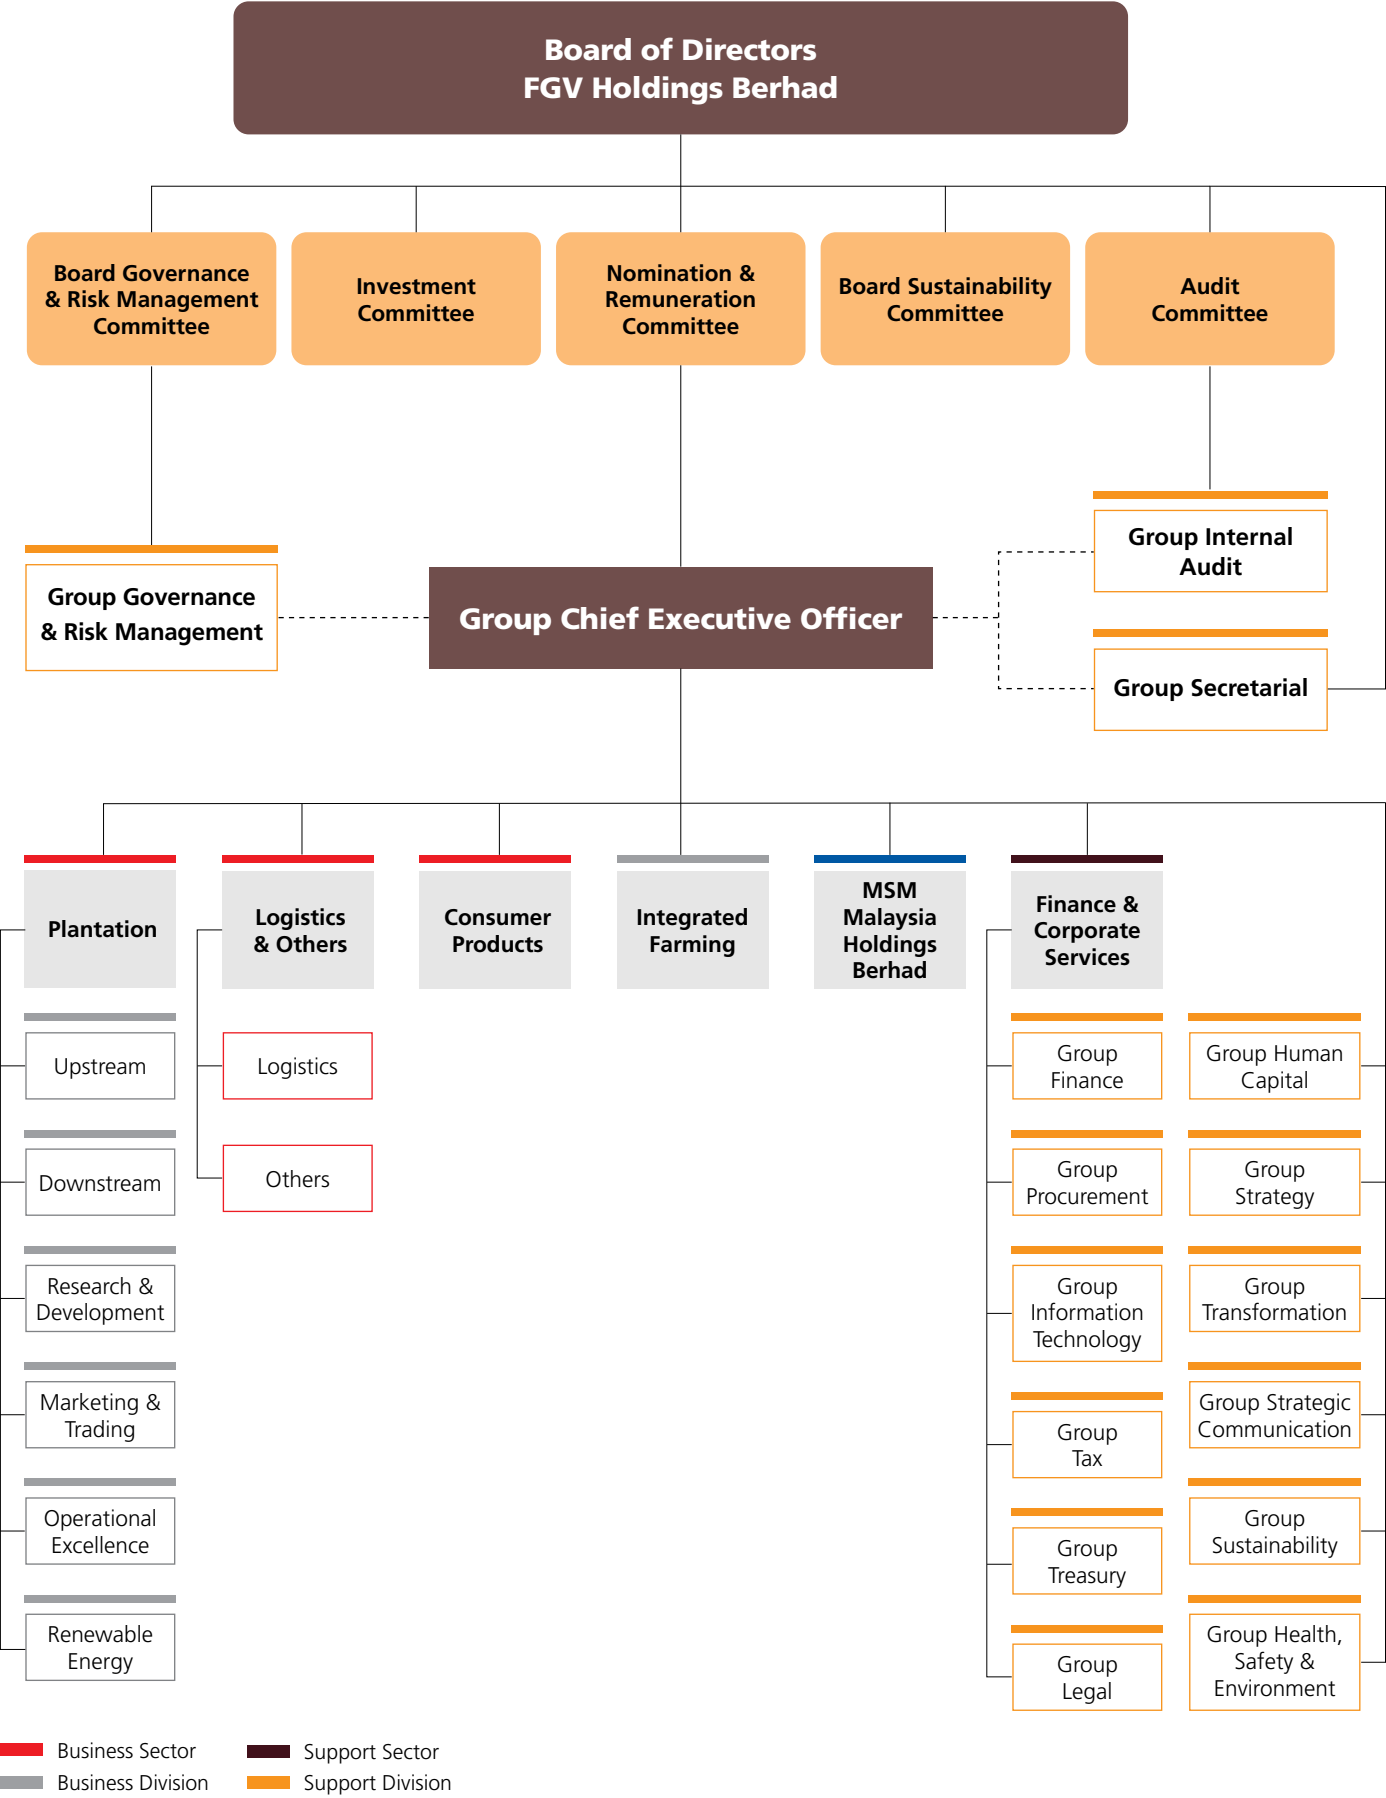 Board of Directors
FGV Holdings Berhad
Board Governance
& Risk Management
Committee
Investment
Committee
Nomination &
Remuneration
Committee
Board Sustainability
Committee
Audit
Committee
Group Internal
Audit
Group Governance
& Risk Management
Group Chief Executive Officer
Group Secretarial
Plantation
Logistics
& Others
Consumer
Products
Integrated
Farming
MSM
Malaysia
Holdings
Berhad
Finance &
Corporate
Services
Upstream
Downstream
Research &
Development
Marketing &
Trading
Operational
Excellence
Renewable
Energy
Logistics
Others
Group
Finance
Group
Procurement
Group
Information
Technology
Group
Tax
Group
Treasury
Group
Legal
Group Human
Capital
Group
Strategy
Group
Transformation
Group Strategic
Communication
Group
Sustainability
Group Health,
Safety &
Environment
Business Sector
Business Division
Support Sector
Support Division